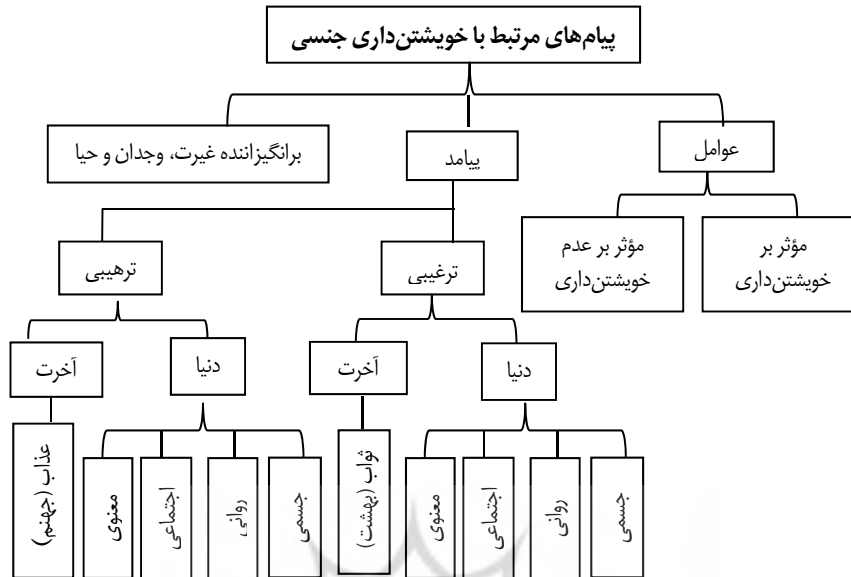 پیام‌های مرتبط با خویشتن‌داری جنسی
عوامل
پیامد
برانگیزاننده غیرت، وجدان و حیا
مؤثر بر
خویشتن‌داری
مؤثر بر عدم
خویشتن‌داری
ترغیبی
ترهیبی
دنیا
آخرت
دنیا
آخرت
جسمی
روانی
اجتماعی
معنوی
ثواب (بهشت)
جسمی
روانی
اجتماعی
معنوی
عذاب (جهنم)